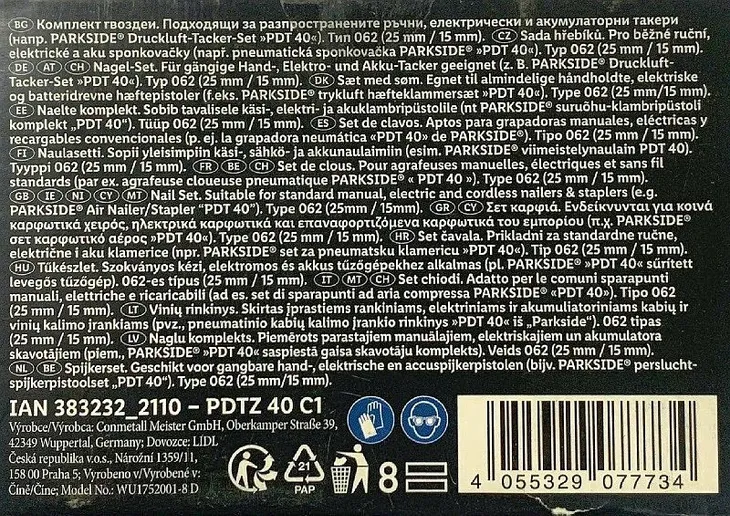 BG Комплект гвоздеи. Подходящи за разпространените ръчни, електрически и акумулаторни такери
(напр. PARKSIDE® Druckluft-Tacker-Set »PDT 40«). Тип 062 (25 mm / 15 mm). CZ Sada hřebíků. Pro běžné ruční,
elektrické a aku sponkovačky (např. pneumatická sponkovačka PARKSIDE® »PDT 40«). Typ 062 (25 mm / 15 mm).
DE AT CH Nagel-Set. Für gängige Hand-, Elektro- und Akku-Tacker geeignet (z. B. PARKSIDE® Druckluft-
Tacker-Set »PDT 40«). Typ 062 (25 mm / 15 mm). DK Sæt med søm. Egnet til almindelige håndholdte, elektriske
og batteridrevne hæftepistoler (f.eks. PARKSIDE® trykluft hæfteklammersæt »PDT 40«). Type 062 (25 mm / 15 mm).
EE Naelte komplekt. Sobib tavalisele käsi-, elektri- ja akuklambripüstolile (nt PARKSIDE® suruõhu-klambripüstoli
komplekt „PDT 40“). Tüüp 062 (25 mm / 15 mm). ES Set de clavos. Aptos para grapadoras manuales, eléctricas y
recargables convencionales (p. ej. la grapadora neumática «PDT 40» de PARKSIDE®). Tipo 062 (25 mm / 15 mm).
FI Naulasetti. Sopii yleisimpiin käsi-, sähkö- ja akkunaulaimiin (esim. PARKSIDE® viimeistelynaulain PDT 40).
Tyyppi 062 (25 mm / 15 mm). FR BE CH Set de clous. Pour agrafeuses manuelles, électriques et sans fil
standards (par ex. agrafeuse cloueuse pneumatique PARKSIDE® « PDT 40 »). Type 062 (25 mm / 15 mm).
GB IE NI CY MT Nail Set. Suitable for standard manual, electric and cordless nailers & staplers (e.g.
PARKSIDE® Air Nailer/Stapler “PDT 40”). Type 062 (25mm / 15mm). GR CY Σετ καρφιά. Ενδείκνυνται για κοινά
καρφωτικά χειρός, ηλεκτρικά καρφωτικά και επαναφορτιζόμενα καρφωτικά του εμπορίου (π.χ. PARKSIDE®
σετ καρφωτικό αέρος »PDT 40«). Type 062 (25 mm / 15 mm). HR Set čavala. Prikladni za standardne ručne,
električne i aku klamerice (npr. PARKSIDE® set za pneumatsku klamericu »PDT 40«). Tip 062 (25 mm / 15 mm).
HU Tűkészlet. Szokványos kézi, elektromos és akkus tűzőgépekhez alkalmas (pl. PARKSIDE® »PDT 40« sűrített
levegős tűzőgép). 062-es típus (25 mm / 15 mm). IT MT CH Set chiodi. Adatto per le comuni sparapunti
manuali, elettriche e ricaricabili (ad es. set di sparapunti ad aria compressa PARKSIDE® «PDT 40»). Tipo 062
(25 mm / 15 mm). LT Vinių rinkinys. Skirtas įprastiems rankiniams, elektriniams ir akumuliatoriniams kabių ir
vinių kalimo įrankiams (pvz., pneumatinio kabių kalimo įrankio rinkinys »PDT 40« iš „Parkside“). 062 tipas
(25 mm / 15 mm). LV Naglu komplekts. Piemērots parastajiem manuālajiem, elektriskajiem un akumulatora
skavotājiem (piem., PARKSIDE® »PDT 40« saspiestā gaisa skavotāju komplekts). Veids 062 (25 mm / 15 mm).
NL BE Spijkerset. Geschikt voor gangbare hand-, elektrische en accuspijkerpistolen (bijv. PARKSIDE® perslucht-
spijkerpistoolset „PDT 40“). Type 062 (25 mm/15 mm).
IAN 383232_2110 – PDTZ 40 C1
Výrobce/Výrobca: Conmetall Meister GmbH, Oberkamper Straße 39,
42349 Wuppertal, Germany; Dovozce: LIDL
Česká republika v.o.s., Nárožní 1359/11,
158 00 Praha 5; Vyrobeno v/Vyrobené v:
Číně/Číne; Model No.: WU1752001-8 D
21
PAP
8
4 055329 077734